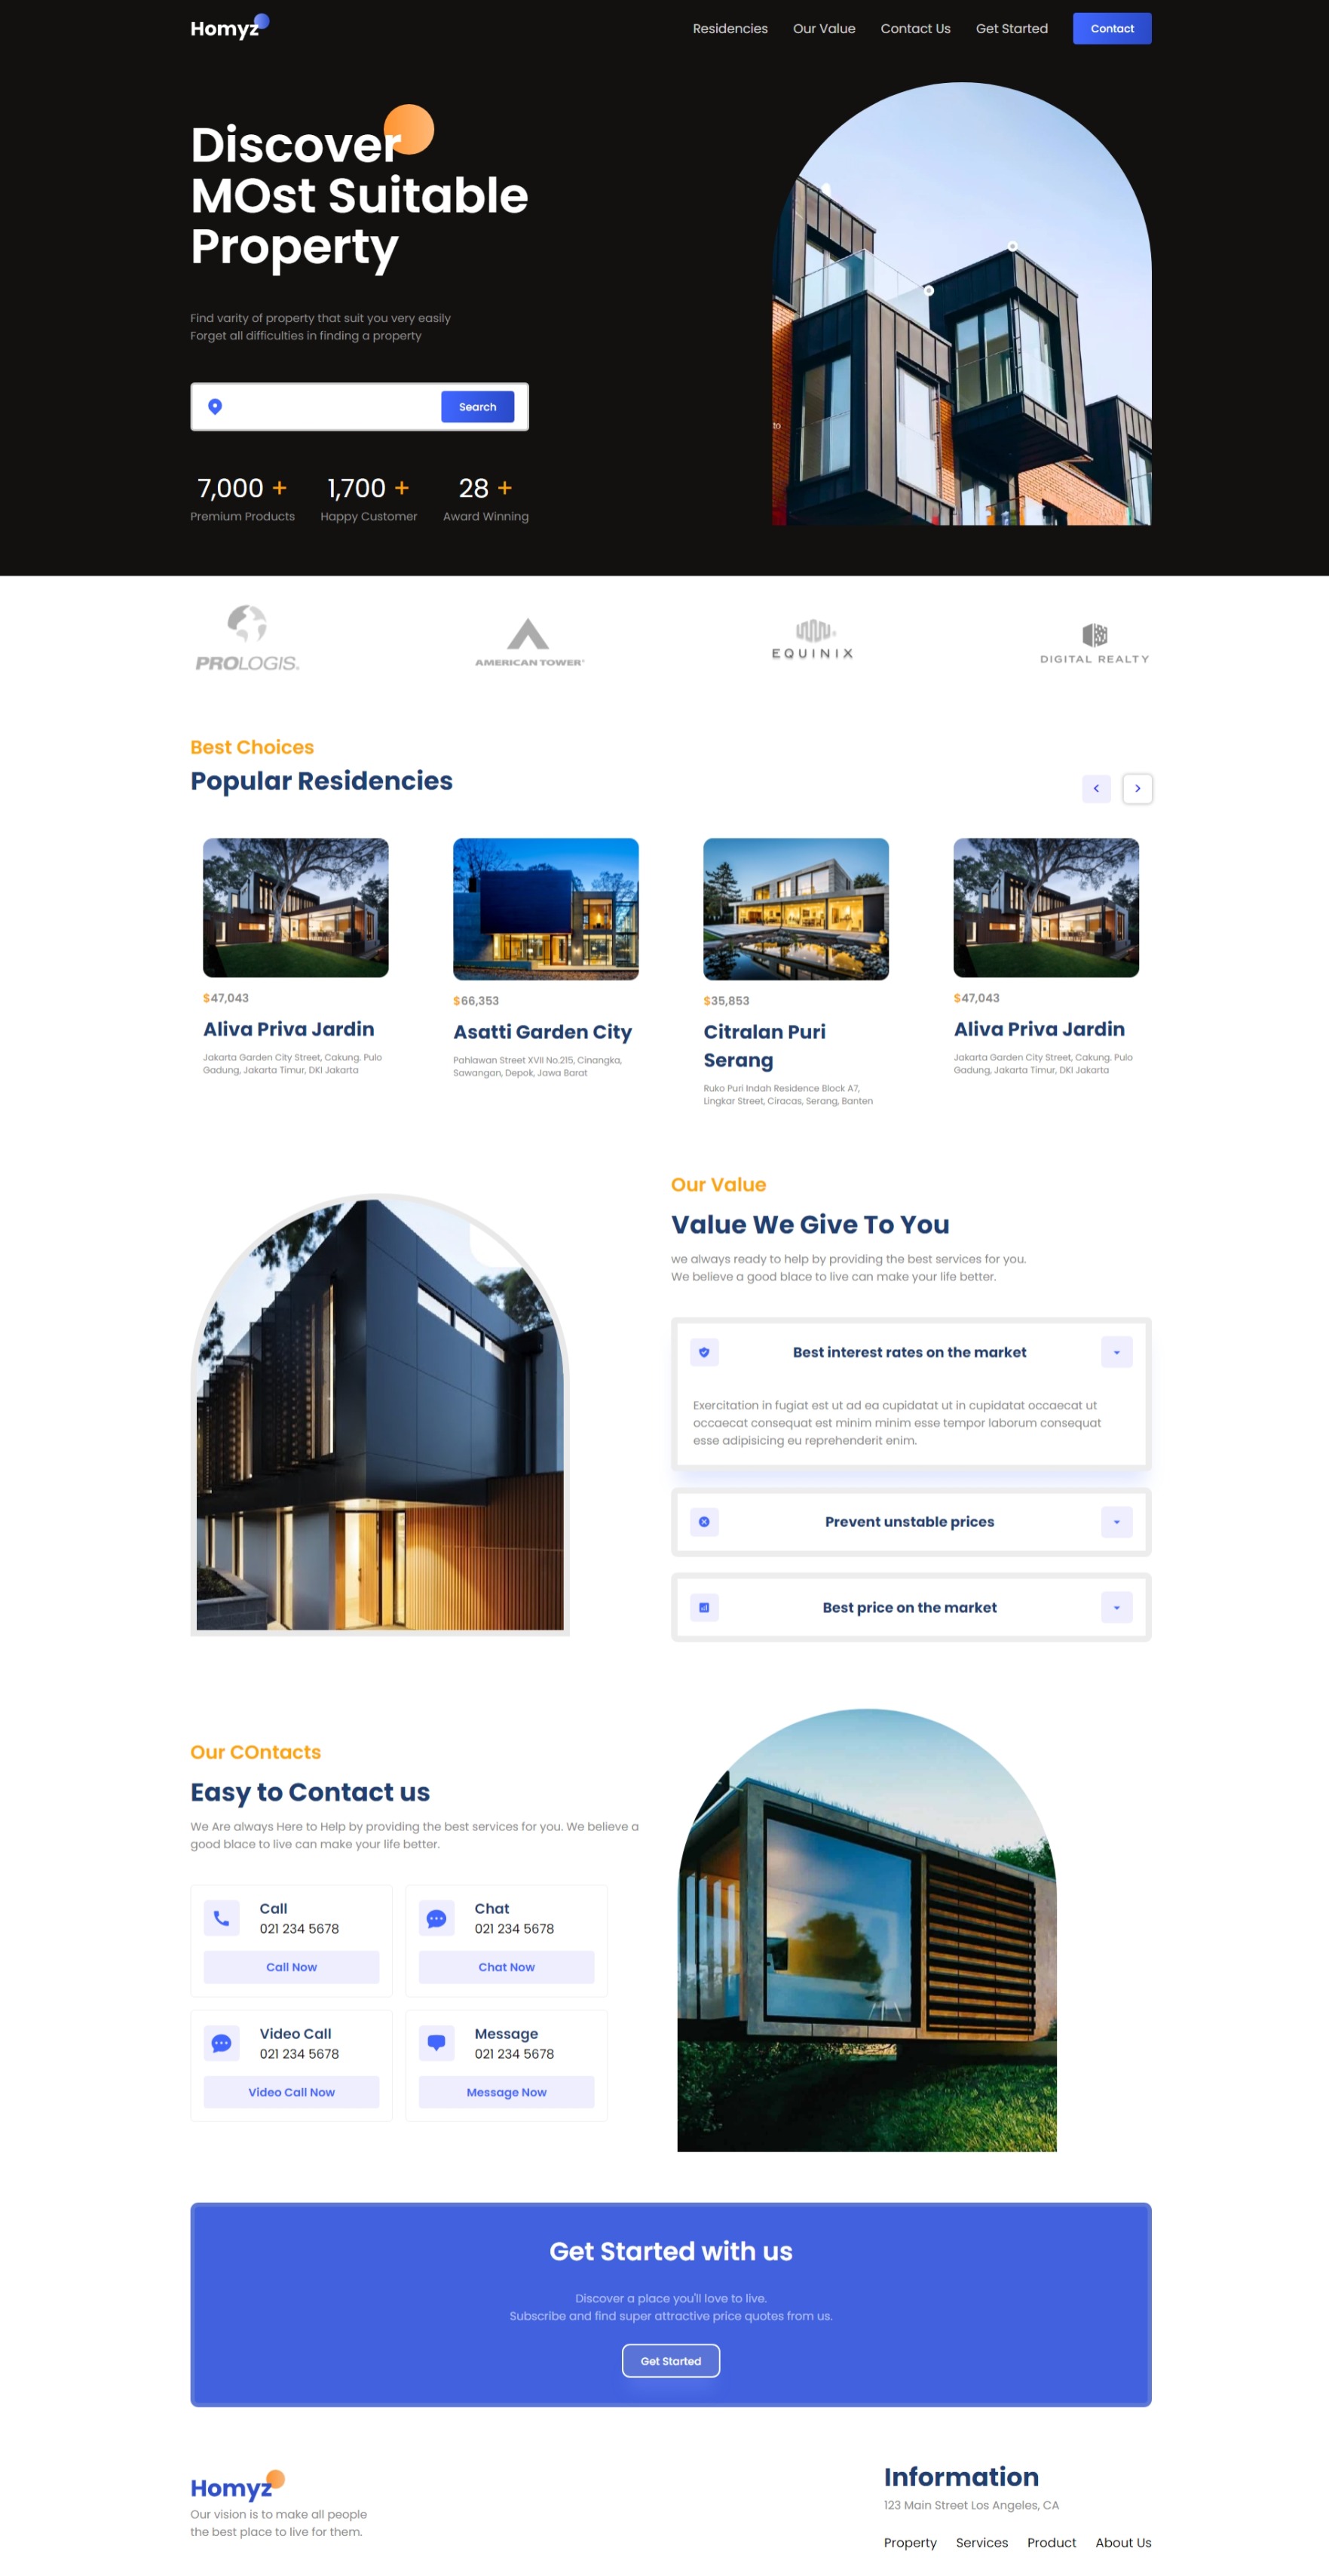 Homyz
Residencies
Our Value
Contact Us
Get Started
Contact
Discover
MOst Suitable
Property
Find varity of property that suit you very easily
Forget all difficulties in finding a property
Search
7,000 +
Premium Products
1,700 +
Happy Customer
28 +
Award Winning
to
PROLOGIS.
AMERICAN TOWER
EQUINIX
DIGITAL REALTY
Best Choices
Popular Residencies
$47,043
Aliva Priva Jardin
Jakarta Garden City Street, Cakung. Pulo
Gadung, Jakarta Timur, DKI Jakarta
$66,353
Asatti Garden City
Pahlawan Street XVII No.215, Cinangka,
Sawangan, Depok, Jawa Barat
$35,853
Citralan Puri
Serang
Ruko Puri Indah Residence Block A7,
Lingkar Street, Ciracas, Serang, Banten
$47,043
Aliva Priva Jardin
Jakarta Garden City Street, Cakung. Pulo
Gadung, Jakarta Timur, DKI Jakarta
Our Value
Value We Give To You
we always ready to help by providing the best services for you.
We believe a good blace to live can make your life better.
Best interest rates on the market
Exercitation in fugiat est ut ad ea cupidatat ut in cupidatat occaecat ut
occaecat consequat est minim minim esse tempor laborum consequat
esse adipisicing eu reprehenderit enim.
Prevent unstable prices
Best price on the market
Our COntacts
Easy to Contact us
We Are always Here to Help by providing the best services for you. We believe a
good blace to live can make your life better.
Call
021 234 5678
Call Now
Chat
021 234 5678
Chat Now
Video Call
021 234 5678
Video Call Now
Message
021 234 5678
Message Now
Get Started with us
Discover a place you'll love to live.
Subscribe and find super attractive price quotes from us.
Get Started
Homyz
Our vision is to make all people
the best place to live for them.
Information
123 Main Street Los Angeles, CA
Property
Services
Product
About Us